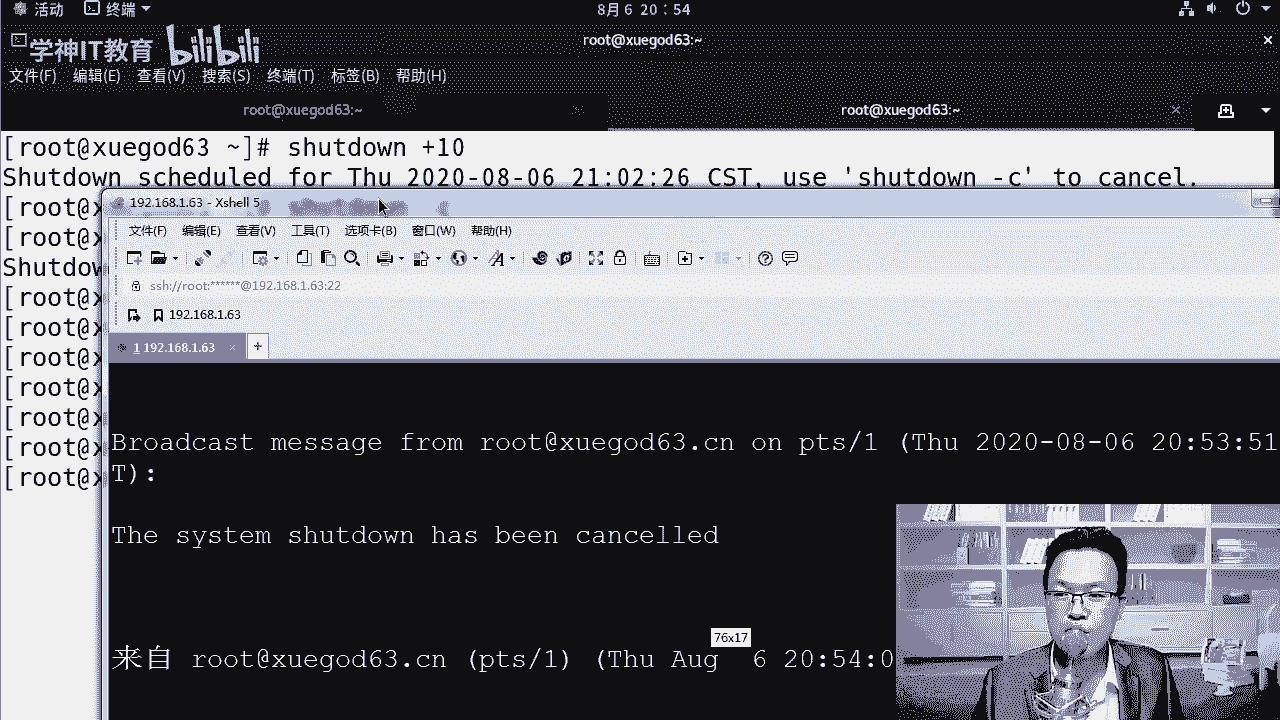 活动 终端 8月 6 20：54
学神IT教育 bilibili
root@xuegod63:~
文件(F) 编辑(E) 查看(V) 搜索(S) 终端(T) 标签(B) 帮助(H)
root@xuegod63:~ root@xuegod63:~
[root@xuegod63 ~]# shutdown +10
Shutdown scheduled for Thu 2020-08-06 21:02:26 CST, use 'shutdown -c' to cancel.
[root@x
192.168.1.63 - Xshell 5
[root@x
文件(F) 编辑(E) 查看(V) 工具(T) 选项卡(B) 窗口(W) 帮助(H)
Shutdow
ssh://root:******@192.168.1.63:22
[root@x
192.168.1.63
[root@x
1 192.168.1.63
[root@x
[root@x
[root@x
[root@x
[root@x
Broadcast message from root@xuegod63.cn on pts/1 (Thu 2020-08-06 20:53:51
T):
The system shutdown has been cancelled
76x17
来自 root@xuegod63.cn (pts/1) (Thu Aug  6 20:54:0